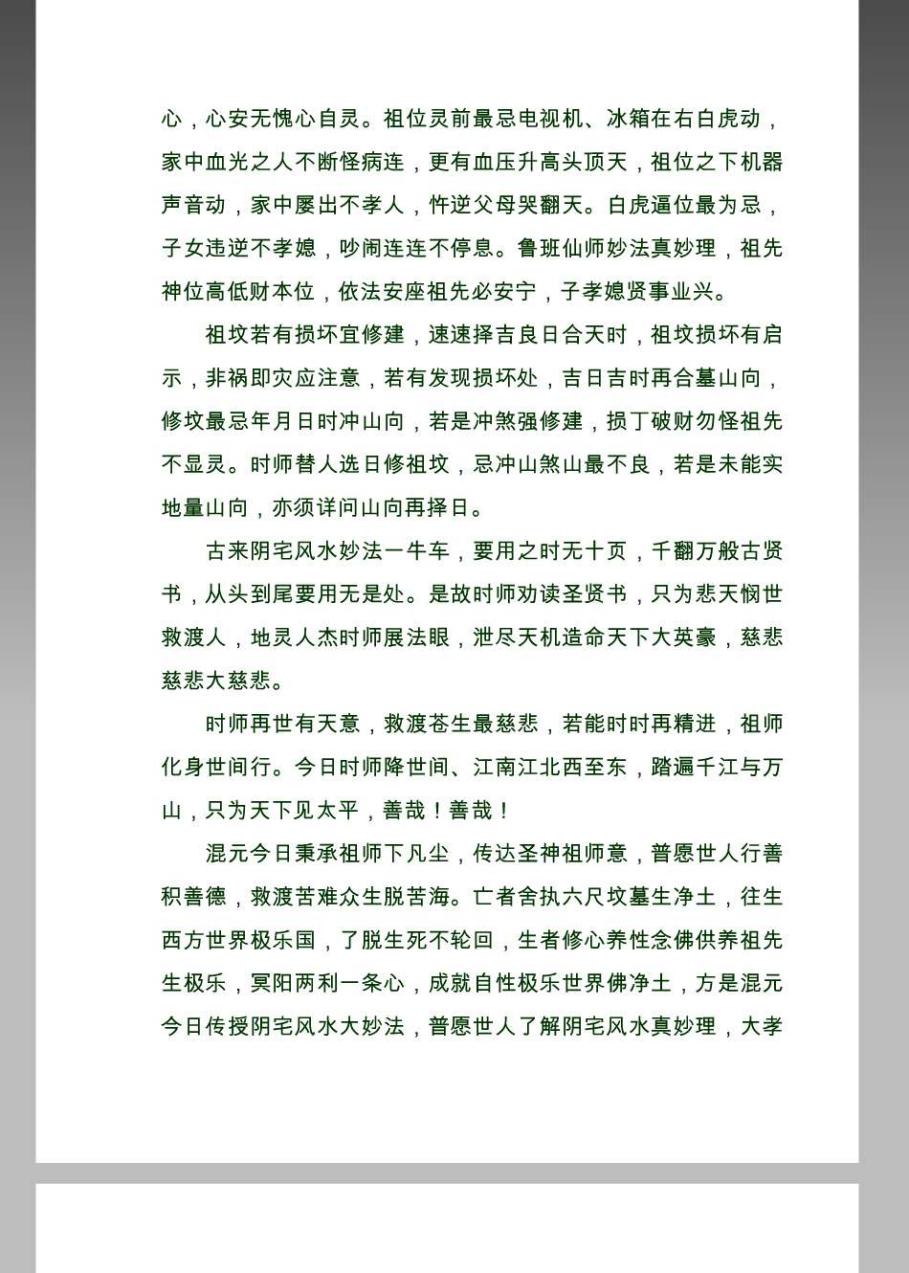 心，心安无愧心自灵。祖位灵前最忌电视机、冰箱在右白虎动，
家中血光之人不断怪病连，更有血压升高头顶天，祖位之下机器
声音动，家中屡出不孝人，忤逆父母哭翻天。白虎逼位最为忌，
子女违逆不孝媳，吵闹连连不停息。鲁班仙师妙法真妙理，祖先
神位高低财本位，依法安座祖先必安宁，子孝媳贤事业兴。
祖坟若有损坏宜修建，速速择吉良日合天时，祖坟损坏有启
示，非祸即灾应注意，若有发现损坏处，吉日吉时再合墓山向，
修坟最忌年月日时冲山向，若是冲煞强修建，损丁破财勿怪祖先
不显灵。时师替人选日修祖坟，忌冲山煞山最不良，若是未能实
地量山向，亦须详问山向再择日。
古来阴宅风水妙法一牛车，要用之时无十页，千翻万般古贤
书，从头到尾要用无是处。是故时师劝读圣贤书，只为悲天悯世
救渡人，地灵人杰时师展法眼，泄尽天机造命天下大英豪，慈悲
慈悲大慈悲。
时师再世有天意，救渡苍生最慈悲，若能时时再精进，祖师
化身世间行。今日时师降世间、江南江北西至东，踏遍千江与万
山，只为天下见太平，善哉！善哉！
混元今日秉承祖师下凡尘，传达圣神祖师意，普愿世人行善
积善德，救渡苦难众生脱苦海。亡者舍执六尺坟墓生净土，往生
西方世界极乐国，了脱生死不轮回，生者修心养性念佛供养祖先
生极乐，冥阳两利一条心，成就自性极乐世界佛净土，方是混元
今日传授阴宅风水大妙法，普愿世人了解阴宅风水真妙理，大孝